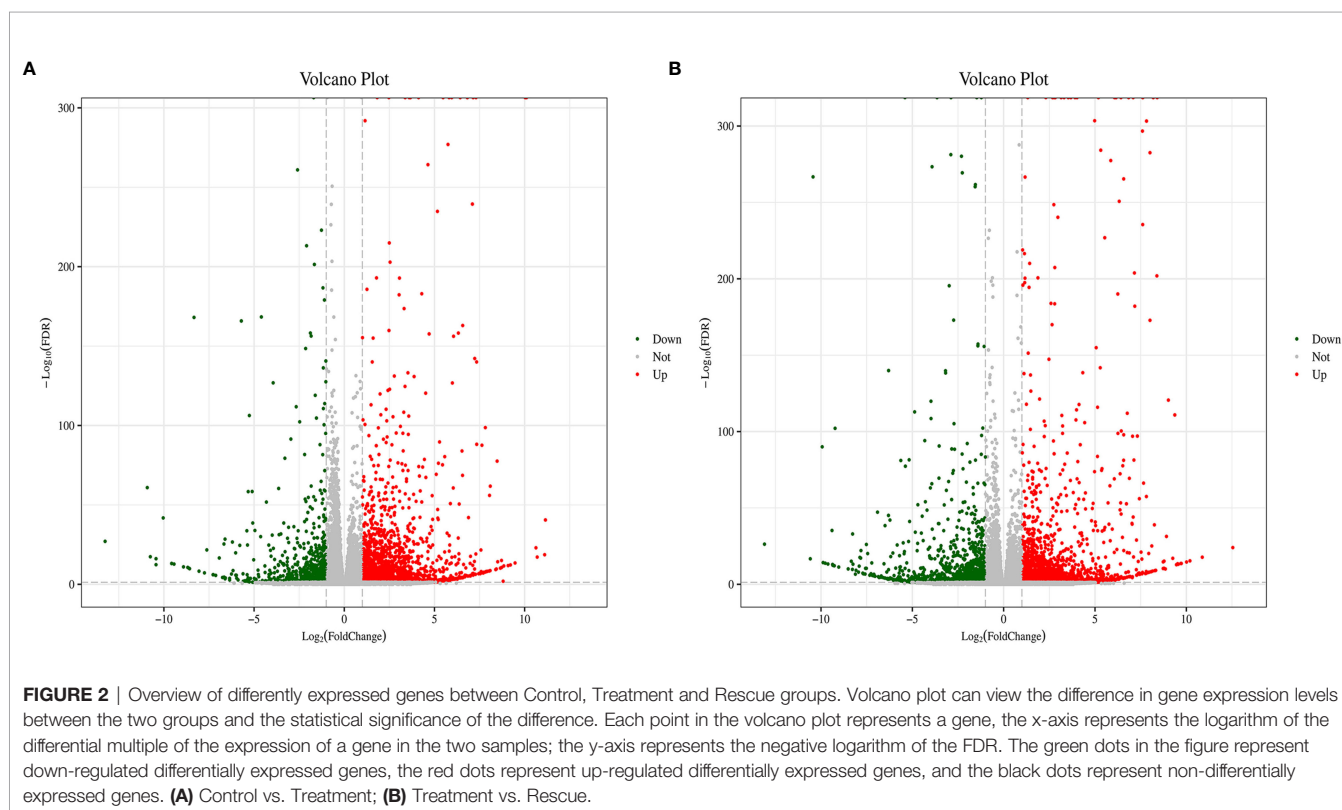 A
B
Volcano Plot
Volcano Plot
300
200
100
0
−Log10(FDR)
−10
−5
0
5
10
Log2(FoldChange)
Down
Not
Up
300
200
100
0
−Log10(FDR)
−10
−5
0
5
10
Log2(FoldChange)
Down
Not
Up
FIGURE 2 | Overview of differently expressed genes between Control, Treatment and Rescue groups. Volcano plot can view the difference in gene expression levels
between the two groups and the statistical significance of the difference. Each point in the volcano plot represents a gene, the x-axis represents the logarithm of the
differential multiple of the expression of a gene in the two samples; the y-axis represents the negative logarithm of the FDR. The green dots in the figure represent
down-regulated differentially expressed genes, the red dots represent up-regulated differentially expressed genes, and the black dots represent non-differentially
expressed genes. (A) Control vs. Treatment; (B) Treatment vs. Rescue.